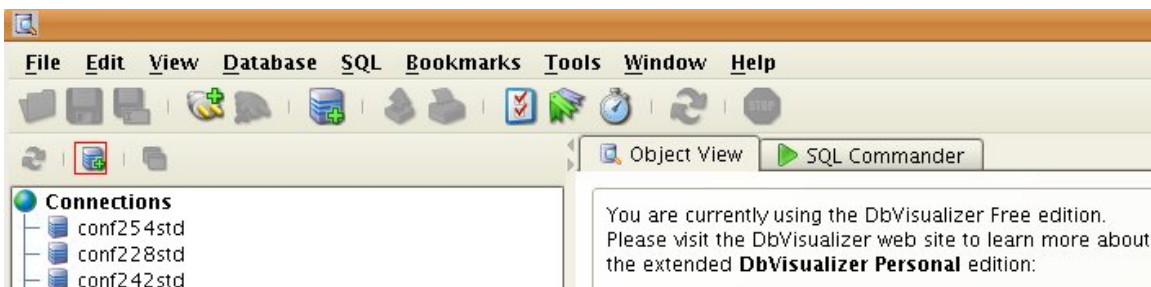 File Edit View Database SQL Bookmarks Tools Window Help
STOP
Object View SQL Commander
Connections
conf254std
conf228std
conf242std
You are currently using the DbVisualizer Free edition.
Please visit the DbVisualizer web site to learn more about
the extended DbVisualizer Personal edition: